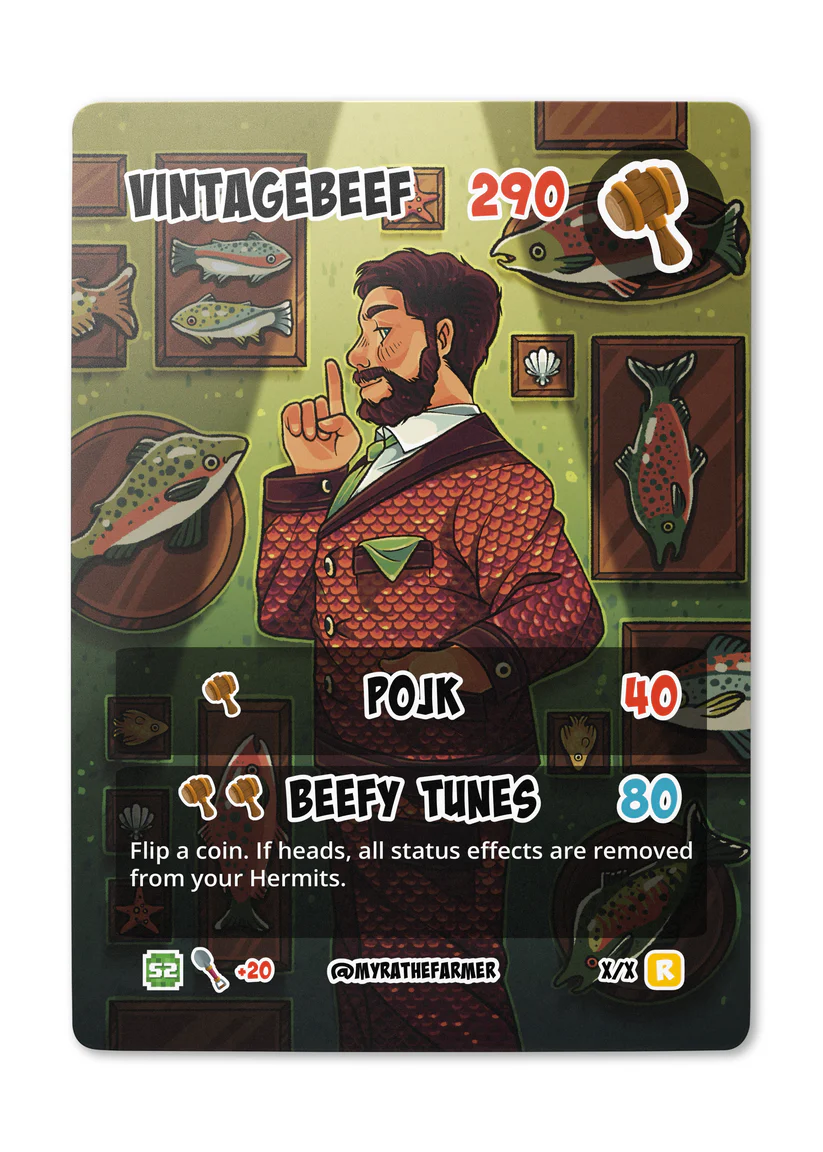 VINTAGEBEEF 290
POJK 40
BEEFY TUNES 80
Flip a coin. If heads, all status effects are removed
from your Hermits.
S2 +20 @MYRATHEFARMER X/X R